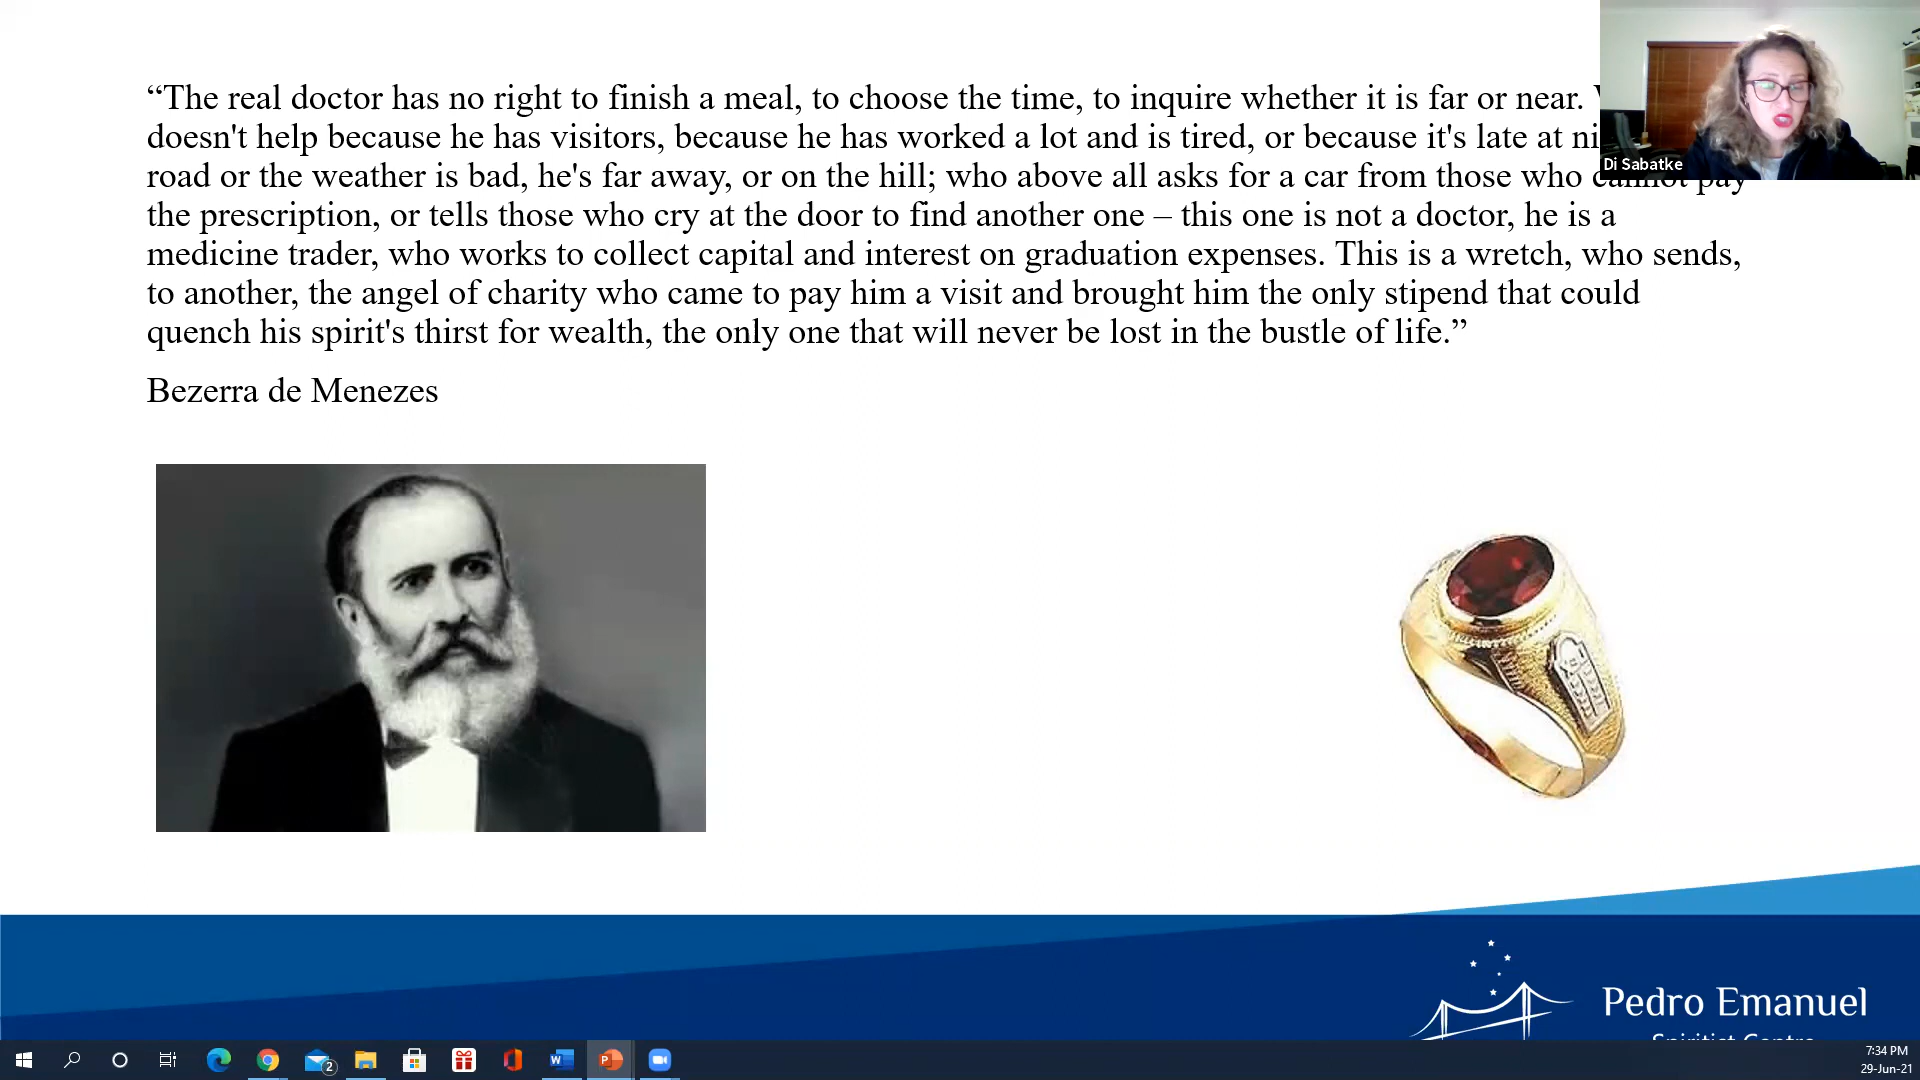 “The real doctor has no right to finish a meal, to choose the time, to inquire whether it is far or near.
doesn't help because he has visitors, because he has worked a lot and is tired, or because it's late at
road or the weather is bad, he's far away, or on the hill; who above all asks for a car from those who cannot pay
the prescription, or tells those who cry at the door to find another one – this one is not a doctor, he is a
medicine trader, who works to collect capital and interest on graduation expenses. This is a wretch, who sends,
to another, the angel of charity who came to pay him a visit and brought him the only stipend that could
quench his spirit's thirst for wealth, the only one that will never be lost in the bustle of life.”
Bezerra de Menezes
Di Sabatke
Pedro Emanuel
Spiritist Centre
2
7:34 PM
29-Jun-21